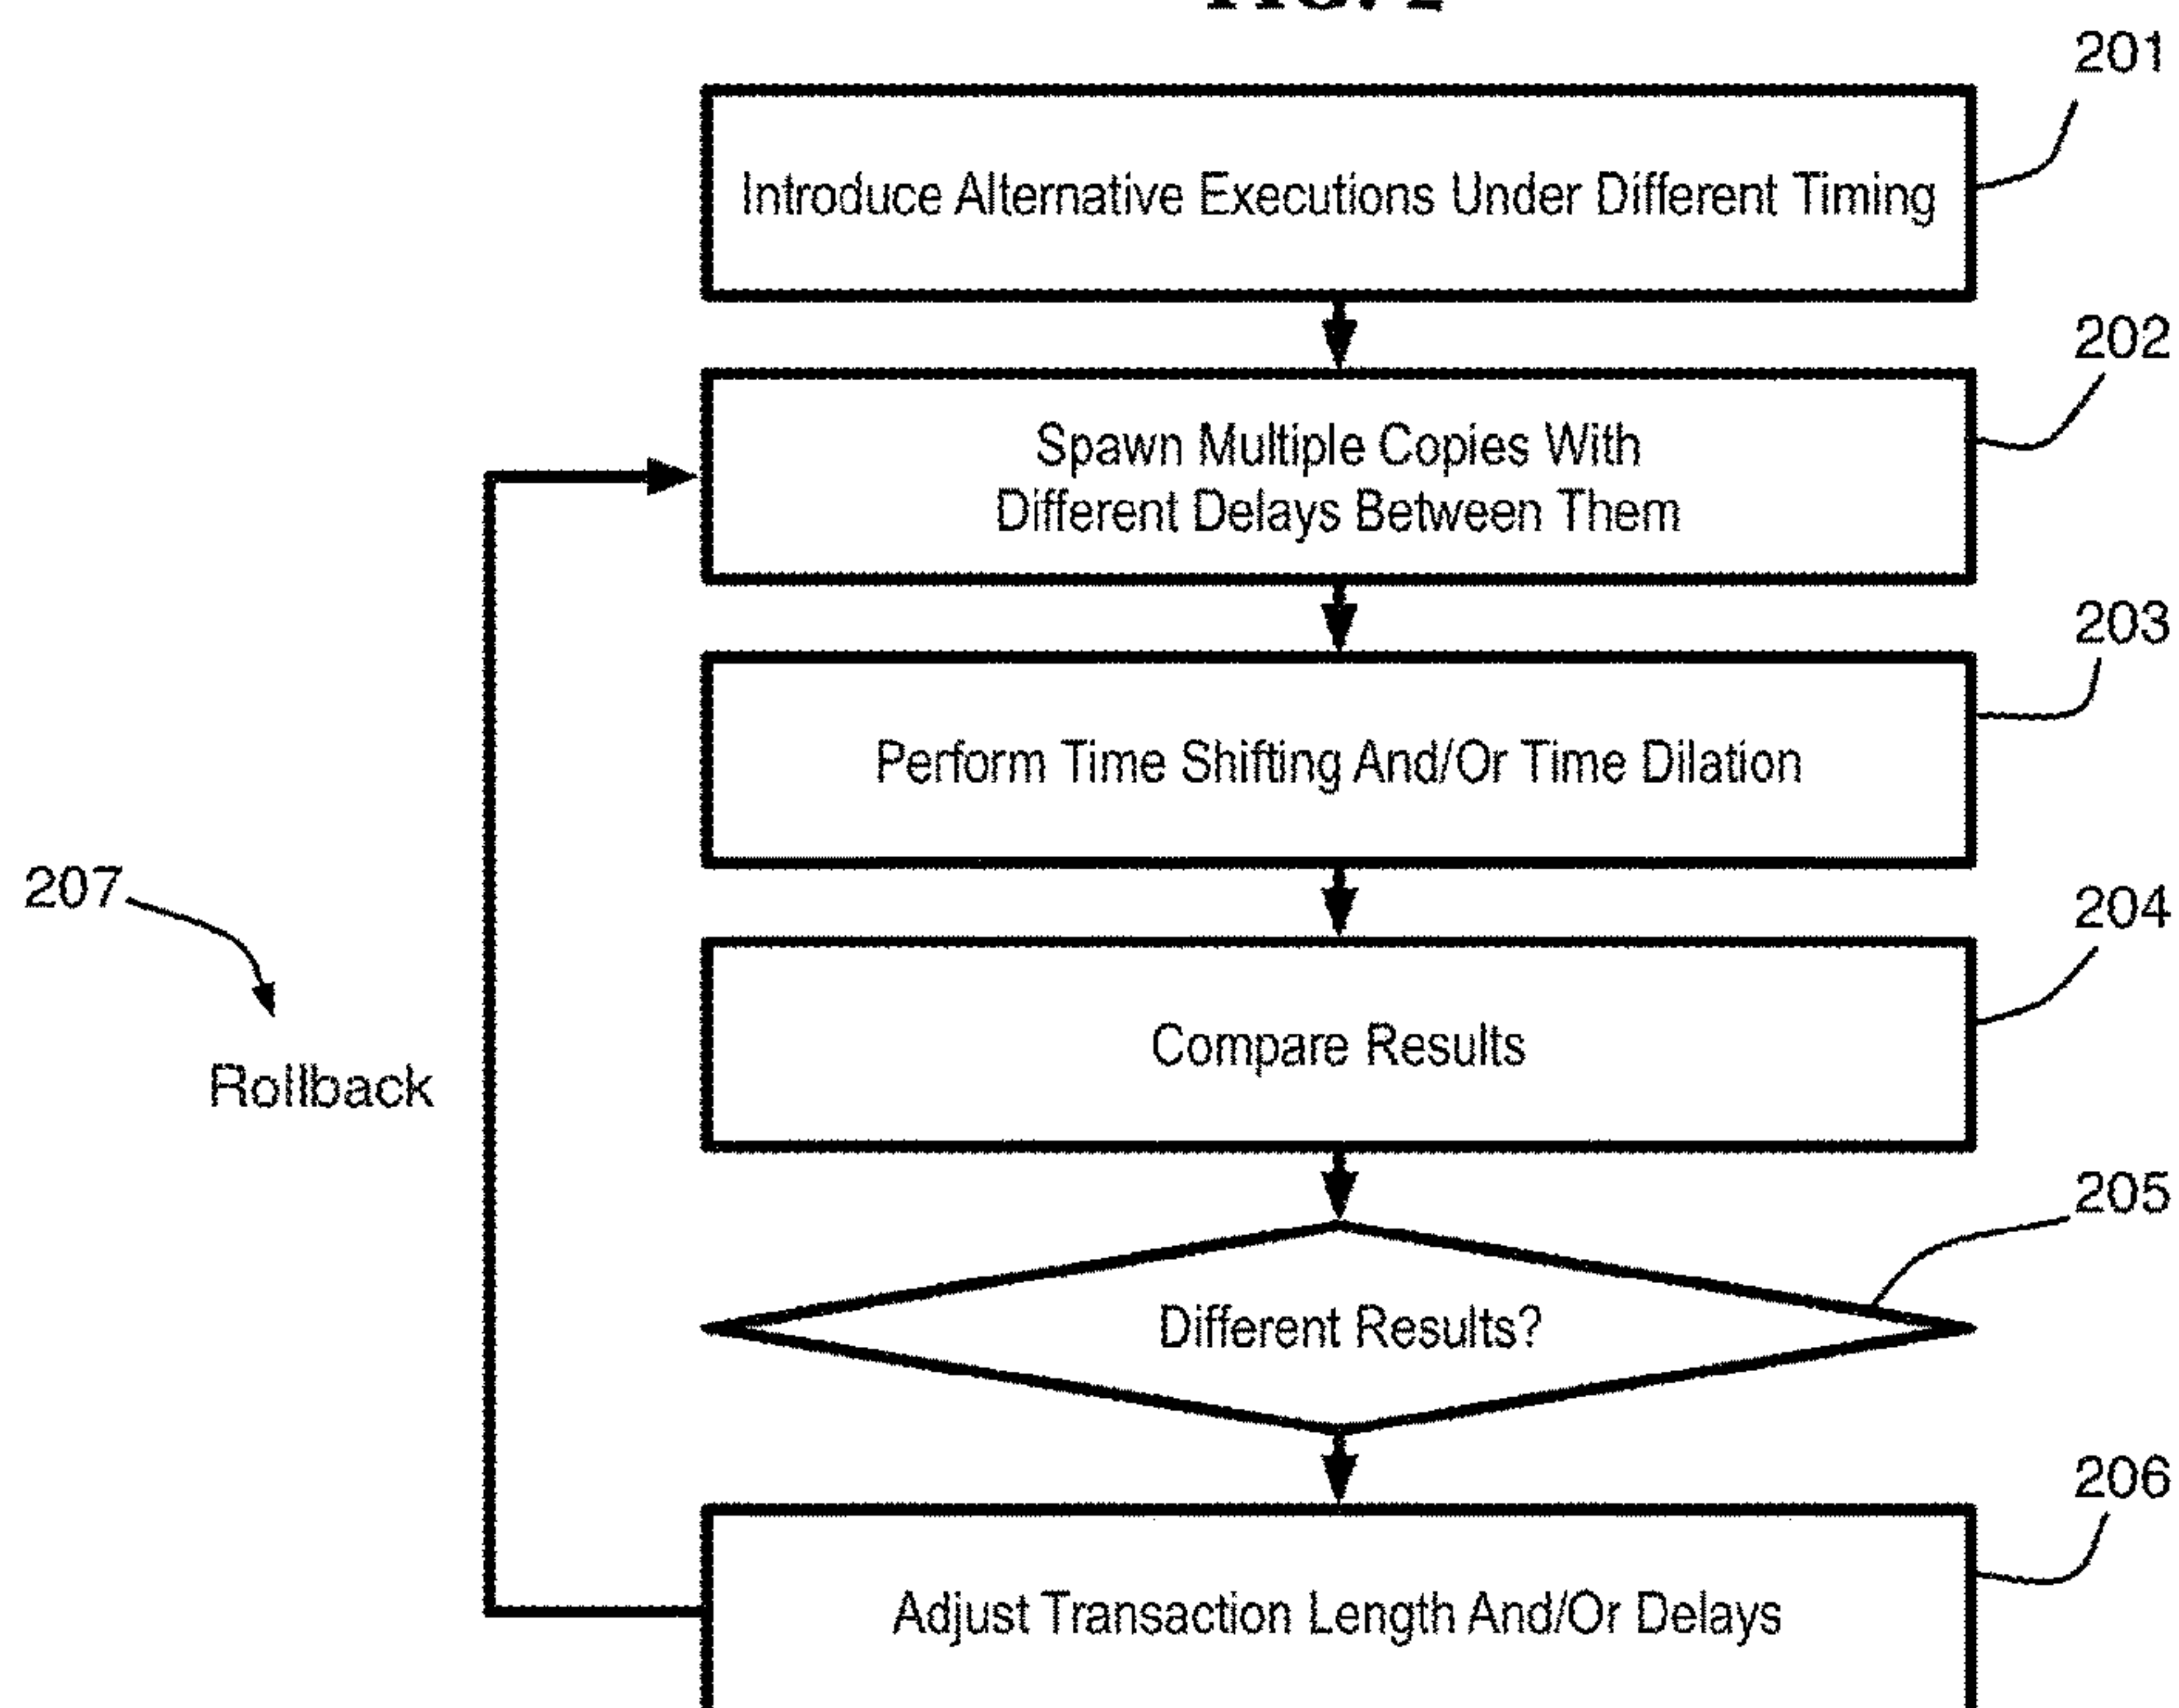 201
Introduce Alternative Executions Under Different Timing
202
Spawn Multiple Copies With
Different Delays Between Them
203
Perform Time Shifting And/Or Time Dilation
207
204
Compare Results
Rollback
205
Different Results?
206
Adjust Transaction Length And/Or Delays